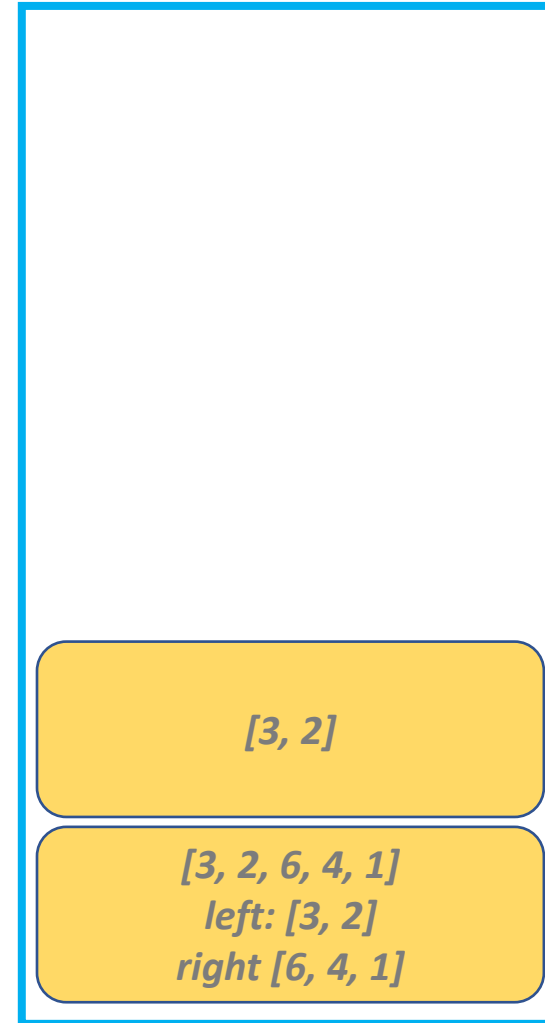 [3, 2]
[3, 2, 6, 4, 1]
left: [3, 2]
right [6, 4, 1]